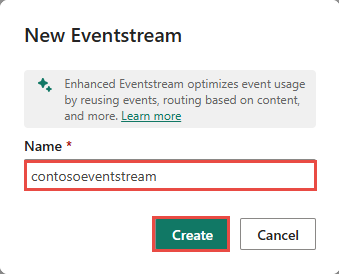 New Eventstream
Enhanced Eventstream optimizes event usage
by reusing events, routing based on content,
and more. Learn more
Name *
contosoeventstream
Create Cancel